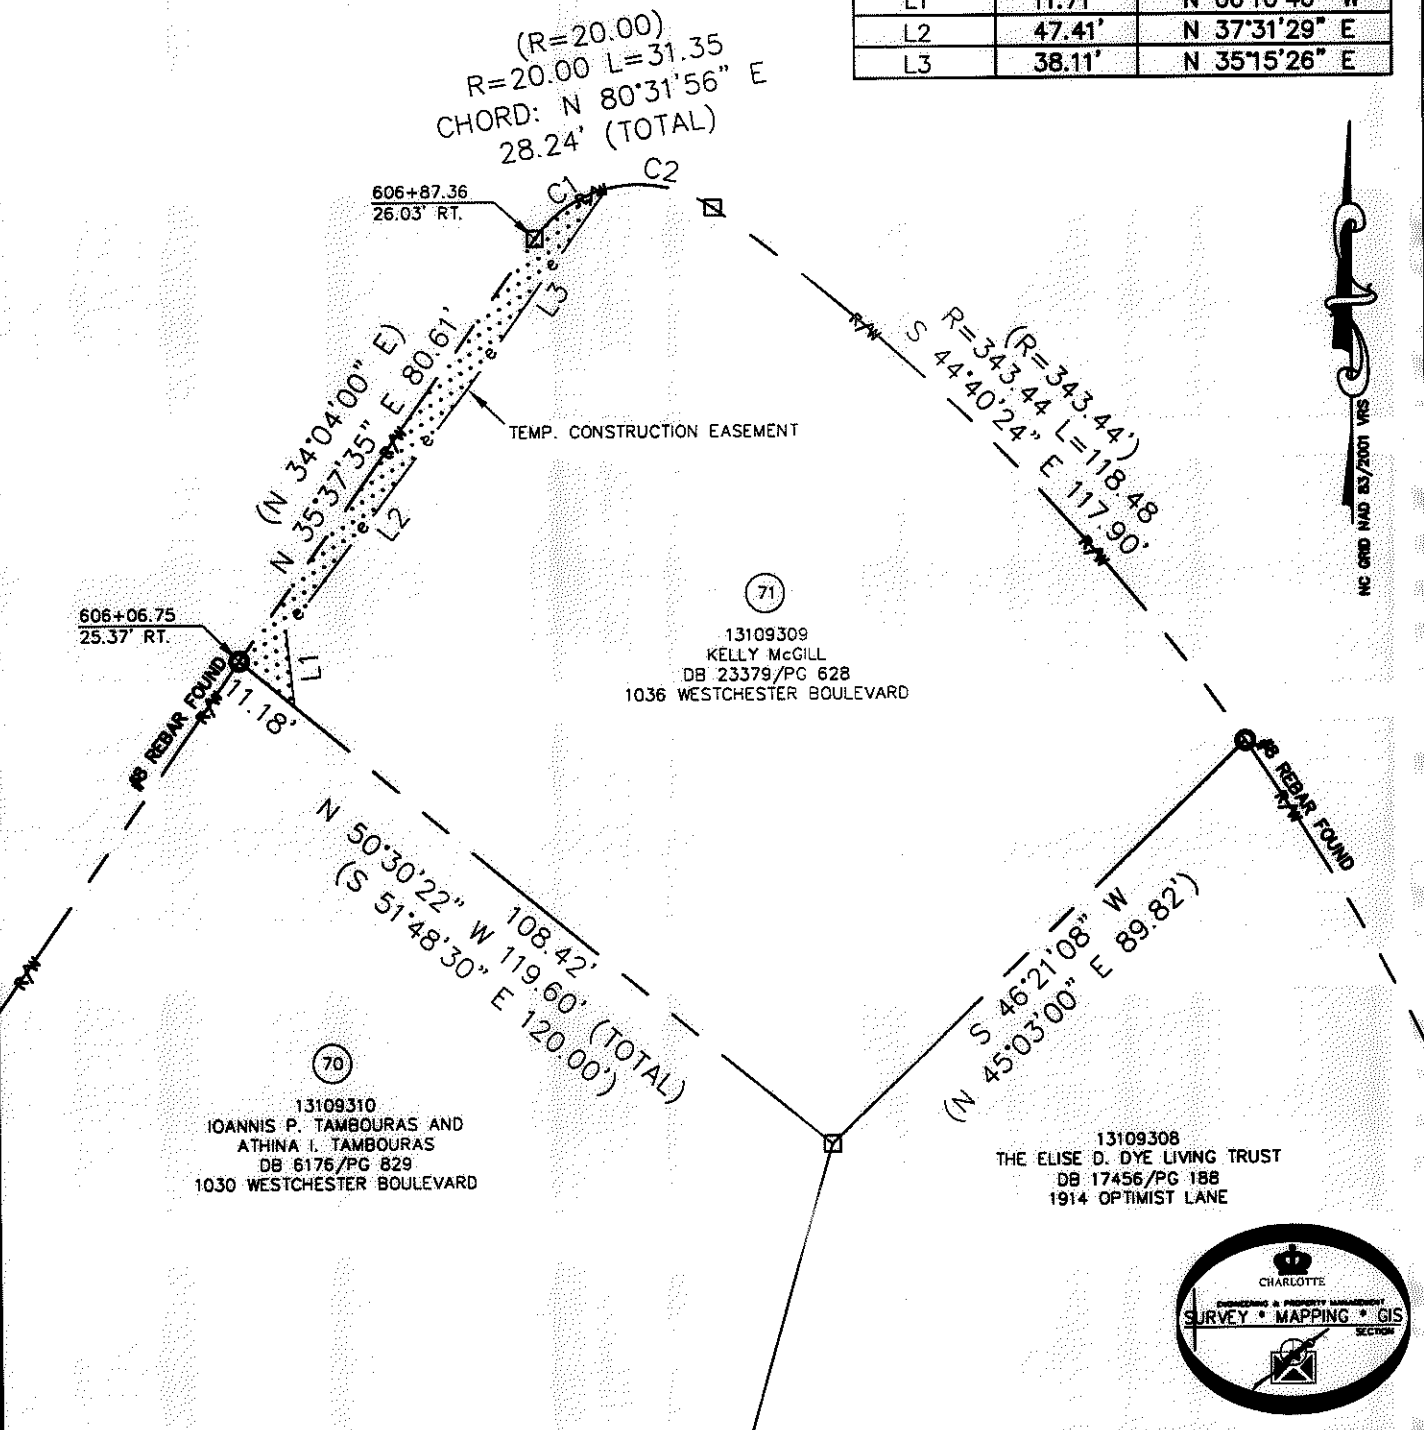 L1 11.71'
L2 47.41' N 37°31'29" E
L3 38.11' N 35°15'26" E
(R=20.00)
R=20.00 L=31.35
CHORD: N 80°31'56" E
28.24' (TOTAL)
C1
C2
R/W
606+87.36
26.03' RT.
L3
(N 34°04'00" E)
N 35°37'35" E 80.61'
R/W
e
e
e
e
e
L2
TEMP. CONSTRUCTION EASEMENT
R/W
(R=343.44')
R=343.44 L=118.48
S 44°40'24" E 117.90'
R/W
NC GRID NAD 83/2001 VRS
606+06.75
25.37' RT.
L1
11.18'
#8 REBAR FOUND
R/W
71
13109309
KELLY McGILL
DB 23379/PG 628
1036 WESTCHESTER BOULEVARD
#8 REBAR FOUND
R/W
R/W
108.42'
N 50°30'22" W 119.60' (TOTAL)
(S 51°48'30" E 120.00')
S 46°21'08" W
(N 45°03'00" E 89.82')
70
13109310
IOANNIS P. TAMBOURAS AND
ATHINA I. TAMBOURAS
DB 6176/PG 829
1030 WESTCHESTER BOULEVARD
13109308
THE ELISE D. DYE LIVING TRUST
DB 17456/PG 188
1914 OPTIMIST LANE
CHARLOTTE
ENGINEERING & PROPERTY MANAGEMENT
SURVEY * MAPPING * GIS
SECTION